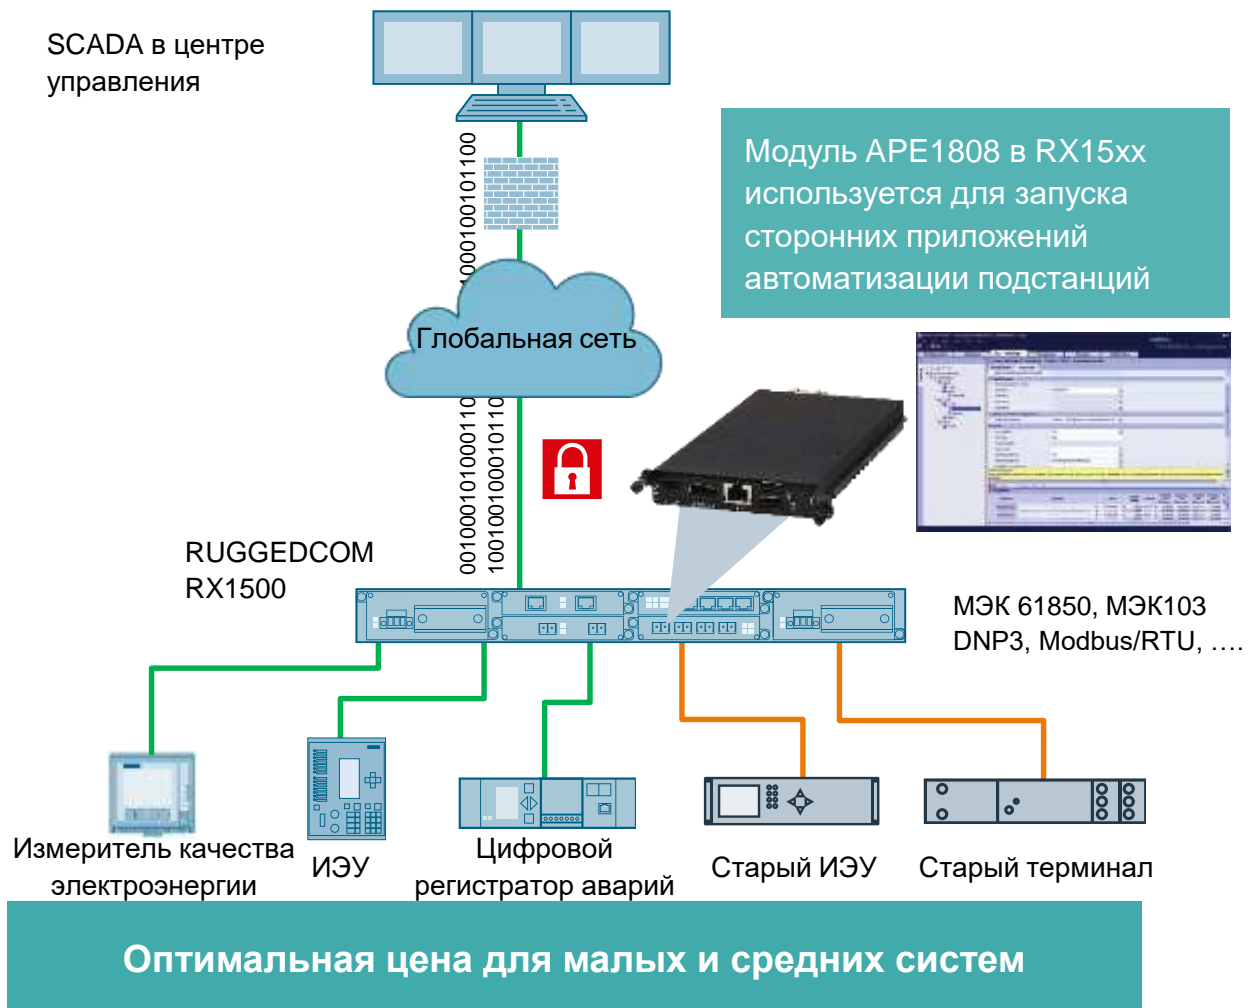 SCADA в центре
управления
Модуль APE1808 в RX15xx
используется для запуска
сторонних приложений
автоматизации подстанций
Глобальная сеть
RUGGEDCOM
RX1500
МЭК 61850, МЭК103
DNP3, Modbus/RTU, ….
Измеритель качества
электроэнергии
ИЭУ
Цифровой
регистратор аварий
Старый ИЭУ
Старый терминал
Оптимальная цена для малых и средних систем